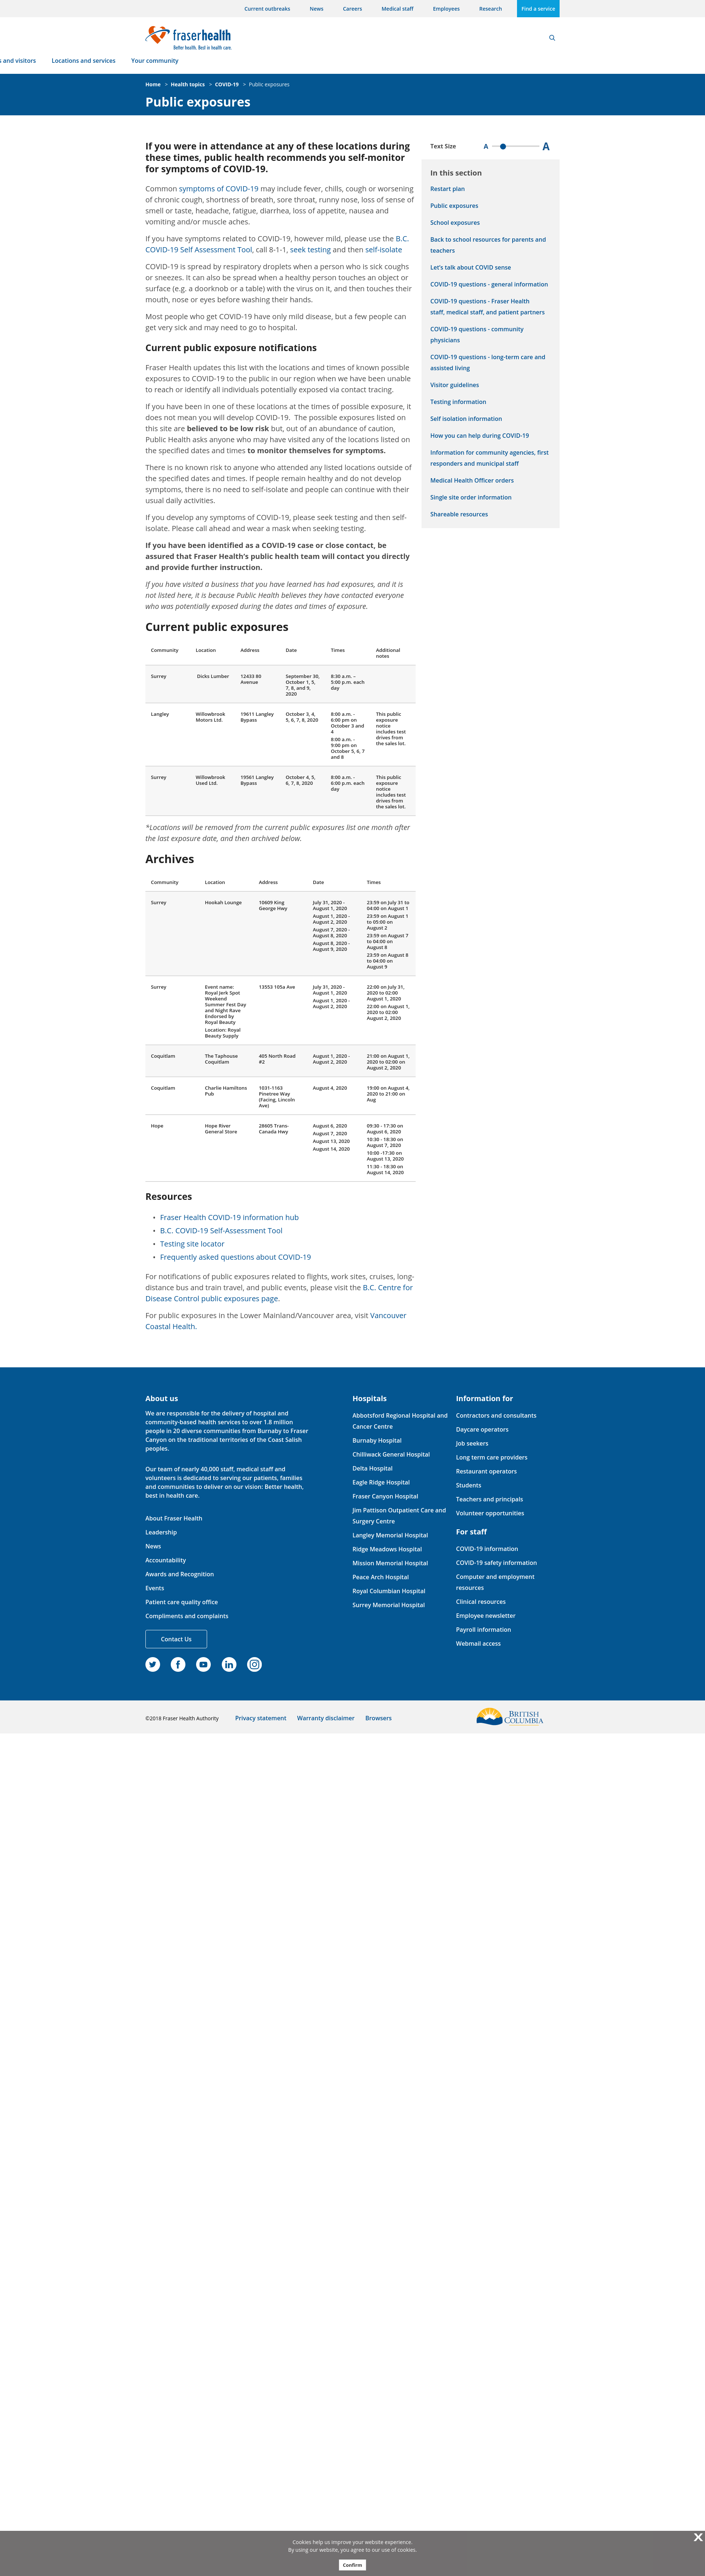 Current outbreaks News Careers Medical staff Employees Research Find a service
fraserhealth
Better health. Best in health care.
s and visitors Locations and services Your community
Home > Health topics > COVID-19 > Public exposures
Public exposures
If you were in attendance at any of these locations during
these times, public health recommends you self-monitor
for symptoms of COVID-19.
Common symptoms of COVID-19 may include fever, chills, cough or worsening
of chronic cough, shortness of breath, sore throat, runny nose, loss of sense of
smell or taste, headache, fatigue, diarrhea, loss of appetite, nausea and
vomiting and/or muscle aches.
If you have symptoms related to COVID-19, however mild, please use the B.C.
COVID-19 Self Assessment Tool, call 8-1-1, seek testing and then self-isolate
COVID-19 is spread by respiratory droplets when a person who is sick coughs
or sneezes. It can also be spread when a healthy person touches an object or
surface (e.g. a doorknob or a table) with the virus on it, and then touches their
mouth, nose or eyes before washing their hands.
Most people who get COVID-19 have only mild disease, but a few people can
get very sick and may need to go to hospital.
Current public exposure notifications
Fraser Health updates this list with the locations and times of known possible
exposures to COVID-19 to the public in our region when we have been unable
to reach or identify all individuals potentially exposed via contact tracing.
If you have been in one of these locations at the times of possible exposure, it
does not mean you will develop COVID-19. The possible exposures listed on
this site are believed to be low risk but, out of an abundance of caution,
Public Health asks anyone who may have visited any of the locations listed on
the specified dates and times to monitor themselves for symptoms.
There is no known risk to anyone who attended any listed locations outside of
the specified dates and times. If people remain healthy and do not develop
symptoms, there is no need to self-isolate and people can continue with their
usual daily activities.
If you develop any symptoms of COVID-19, please seek testing and then self-
isolate. Please call ahead and wear a mask when seeking testing.
If you have been identified as a COVID-19 case or close contact, be
assured that Fraser Health's public health team will contact you directly
and provide further instruction.
If you have visited a business that you have learned has had exposures, and it is
not listed here, it is because Public Health believes they have contacted everyone
who was potentially exposed during the dates and times of exposure.
Current public exposures
Community Location Address Date Times Additional
notes
Surrey Dicks Lumber 12433 80
Avenue
September 30,
October 1, 5,
7, 8, and 9,
2020
8:30 a.m. –
5:00 p.m. each
day
Langley Willowbrook
Motors Ltd.
19611 Langley
Bypass
October 3, 4,
5, 6, 7, 8, 2020
8:00 a.m. -
6:00 pm on
October 3 and
4
8:00 a.m. -
9:00 pm on
October 5, 6, 7
and 8
This public
exposure
notice
includes test
drives from
the sales lot.
Surrey Willowbrook
Used Ltd.
19561 Langley
Bypass
October 4, 5,
6, 7, 8, 2020
8:00 a.m. -
6:00 p.m. each
day
This public
exposure
notice
includes test
drives from
the sales lot.
*Locations will be removed from the current public exposures list one month after
the last exposure date, and then archived below.
Archives
Community Location Address Date Times
Surrey Hookah Lounge 10609 King
George Hwy
July 31, 2020 -
August 1, 2020
August 1, 2020 -
August 2, 2020
August 7, 2020 -
August 8, 2020
August 8, 2020 -
August 9, 2020
23:59 on July 31 to
04:00 on August 1
23:59 on August 1
to 05:00 on
August 2
23:59 on August 7
to 04:00 on
August 8
23:59 on August 8
to 04:00 on
August 9
Surrey Event name:
Royal Jerk Spot
Weekend
Summer Fest Day
and Night Rave
Endorsed by
Royal Beauty
Location: Royal
Beauty Supply
13553 105a Ave
July 31, 2020 -
August 1, 2020
August 1, 2020 -
August 2, 2020
22:00 on July 31,
2020 to 02:00
August 1, 2020
22:00 on August 1,
2020 to 02:00
August 2, 2020
Coquitlam The Taphouse
Coquitlam
405 North Road
#2
August 1, 2020 -
August 2, 2020
21:00 on August 1,
2020 to 02:00 on
August 2, 2020
Coquitlam Charlie Hamiltons
Pub
1031-1163
Pinetree Way
(Facing, Lincoln
Ave)
August 4, 2020
19:00 on August 4,
2020 to 21:00 on
Aug
Hope Hope River
General Store
28605 Trans-
Canada Hwy
August 6, 2020
August 7, 2020
August 13, 2020
August 14, 2020
09:30 - 17:30 on
August 6, 2020
10:30 - 18:30 on
August 7, 2020
10:00 -17:30 on
August 13, 2020
11:30 - 18:30 on
August 14, 2020
Resources
• Fraser Health COVID-19 information hub
• B.C. COVID-19 Self-Assessment Tool
• Testing site locator
• Frequently asked questions about COVID-19
For notifications of public exposures related to flights, work sites, cruises, long-
distance bus and train travel, and public events, please visit the B.C. Centre for
Disease Control public exposures page.
For public exposures in the Lower Mainland/Vancouver area, visit Vancouver
Coastal Health.
Text Size A A
In this section
Restart plan
Public exposures
School exposures
Back to school resources for parents and
teachers
Let's talk about COVID sense
COVID-19 questions - general information
COVID-19 questions - Fraser Health
staff, medical staff, and patient partners
COVID-19 questions - community
physicians
COVID-19 questions - long-term care and
assisted living
Visitor guidelines
Testing information
Self isolation information
How you can help during COVID-19
Information for community agencies, first
responders and municipal staff
Medical Health Officer orders
Single site order information
Shareable resources
About us
We are responsible for the delivery of hospital and
community-based health services to over 1.8 million
people in 20 diverse communities from Burnaby to Fraser
Canyon on the traditional territories of the Coast Salish
peoples.
Our team of nearly 40,000 staff, medical staff and
volunteers is dedicated to serving our patients, families
and communities to deliver on our vision: Better health,
best in health care.
About Fraser Health
Leadership
News
Accountability
Awards and Recognition
Events
Patient care quality office
Compliments and complaints
Contact Us
Hospitals
Abbotsford Regional Hospital and
Cancer Centre
Burnaby Hospital
Chilliwack General Hospital
Delta Hospital
Eagle Ridge Hospital
Fraser Canyon Hospital
Jim Pattison Outpatient Care and
Surgery Centre
Langley Memorial Hospital
Ridge Meadows Hospital
Mission Memorial Hospital
Peace Arch Hospital
Royal Columbian Hospital
Surrey Memorial Hospital
Information for
Contractors and consultants
Daycare operators
Job seekers
Long term care providers
Restaurant operators
Students
Teachers and principals
Volunteer opportunities
For staff
COVID-19 information
COVID-19 safety information
Computer and employment
resources
Clinical resources
Employee newsletter
Payroll information
Webmail access
©2018 Fraser Health Authority Privacy statement Warranty disclaimer Browsers
BRITISH
COLUMBIA
Cookies help us improve your website experience.
By using our website, you agree to our use of cookies.
Confirm